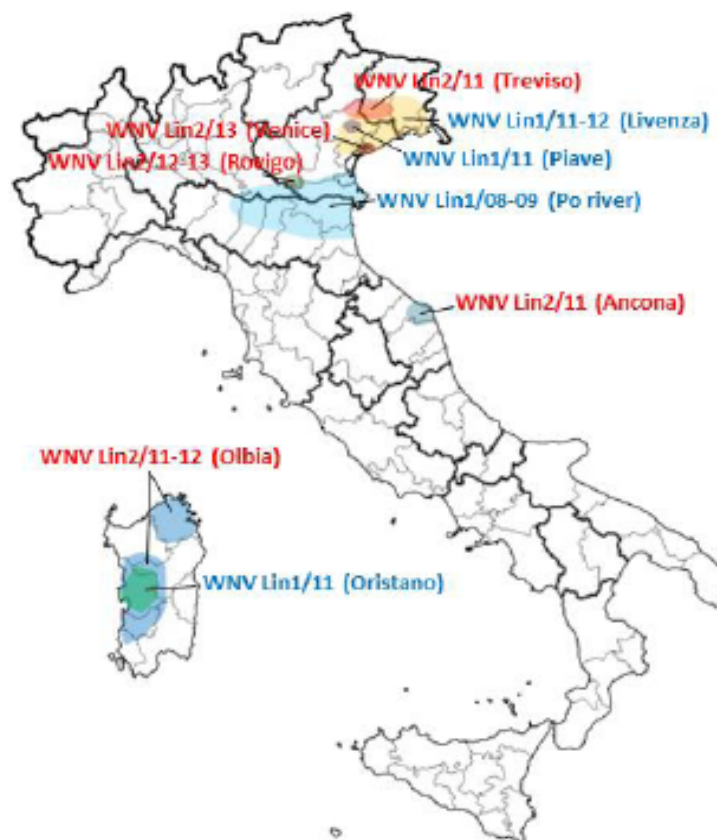 WNV Lin2/11 (Treviso)
WNV Lin1/11-12 (Livenza)
WNV Lin2/13 (Venice)
WNV Lin1/11 (Piave)
WNV Lin2/12-13 (Rovigo)
WNV Lin1/08-09 (Po river)
WNV Lin2/11 (Ancona)
WNV Lin2/11-12 (Olbia)
WNV Lin1/11 (Oristano)